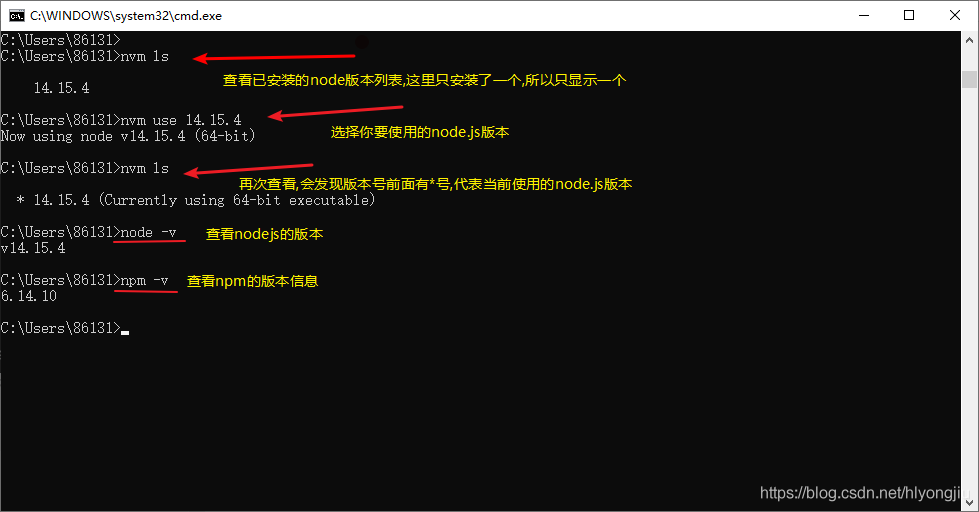 C:\WINDOWS\system32\cmd.exe
C:\Users\86131>
C:\Users\86131>nvm ls
查看已安装的node版本列表,这里只安装了一个,所以只显示一个
14.15.4
C:\Users\86131>nvm use 14.15.4
Now using node v14.15.4 (64-bit)
选择你要使用的node.js版本
C:\Users\86131>nvm ls
再次查看,会发现版本号前面有*号,代表当前使用的node.js版本
* 14.15.4 (Currently using 64-bit executable)
C:\Users\86131>node -v
查看nodejs的版本
v14.15.4
C:\Users\86131>npm -v
查看npm的版本信息
6.14.10
C:\Users\86131>